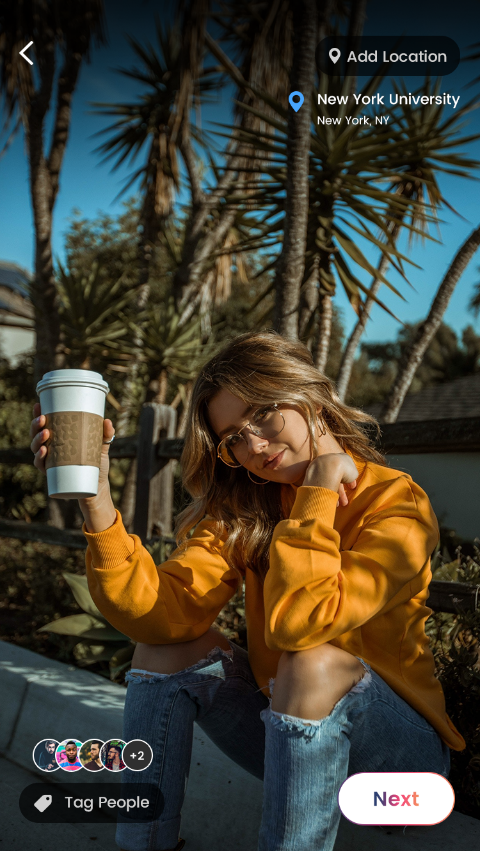 Add Location
New York University
New York, NY
+2
Tag People
Next